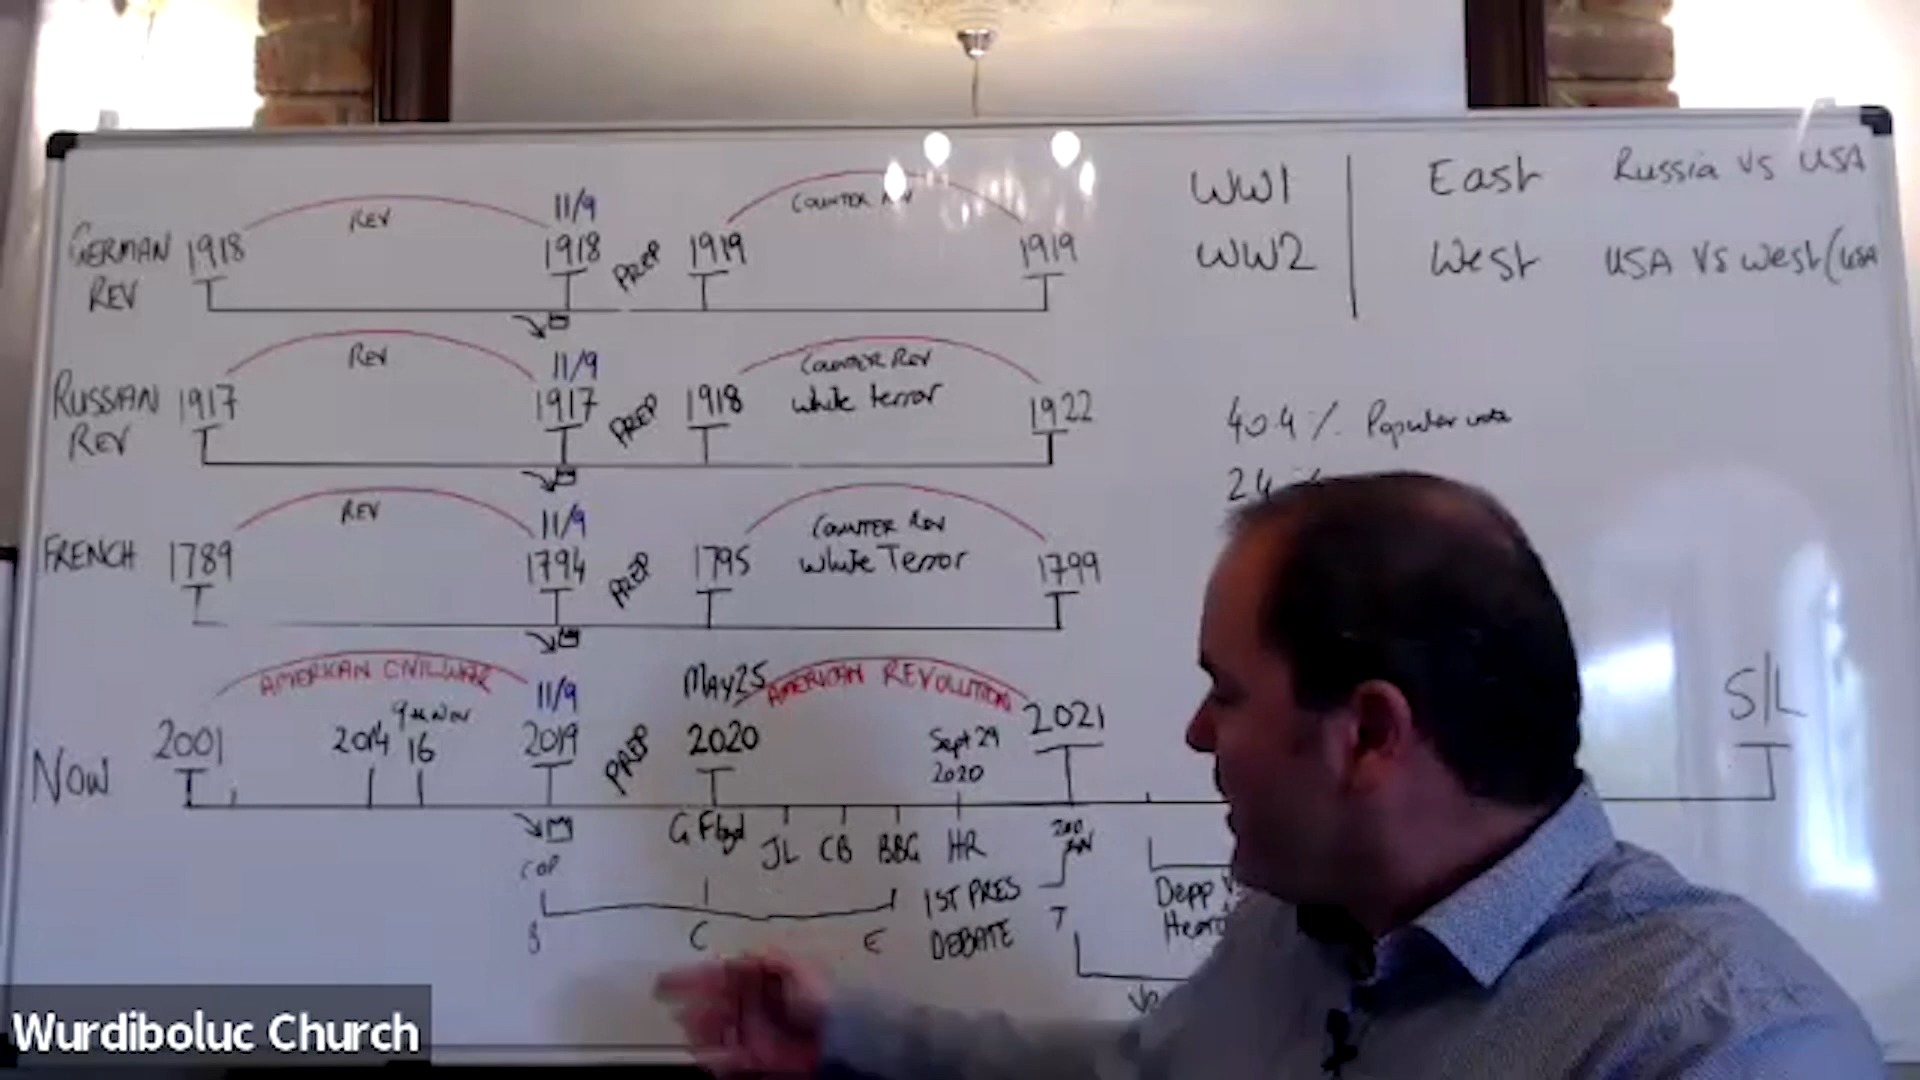 11/9
REV
COUNTER
GERMAN 1918 1918 PREP 1919 1919
REV
11/9
REV
COUNTER REV
RUSSIAN 1917 1917 PREP 1918 white terror 1922
REV
11/9
REV
COUNTER REV
FRENCH 1789 1794 PREP 1795 White Terror 1799
AMERICAN CIVIL WAR 11/9 MAY 25 AMERICAN REVOLUTION
9th Nov
NOW 2001 2014 16 2019 PREP 2020 Sept 29 2020 2021 S/L
COP G Floyd JL CB BBG HR
B C E
1ST PRES
DEBATE
T
Depp
WW1 East Russia VS USA
WW2 West USA VS West (USA
40.4 % Popular vote
24
Wurdiboluc Church